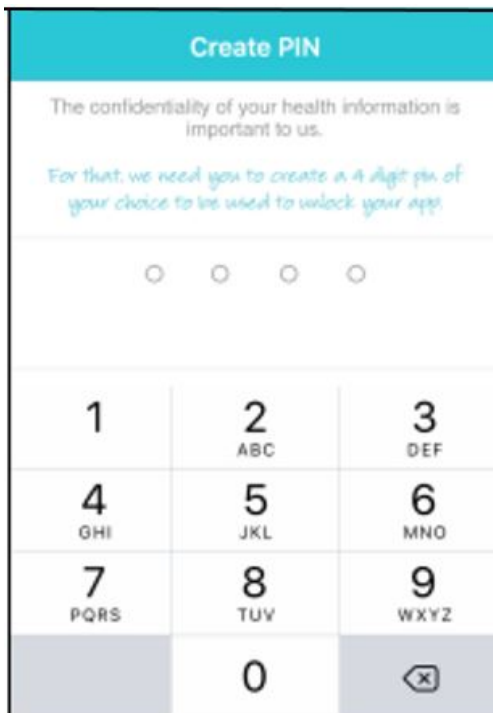 Create PIN
The confidentiality of your health information is
important to us.
For that, we need you to create a 4 digit pin of
your choice to be used to unlock your app.
1 2 3
ABC DEF
4 5 6
GHI JKL MNO
7 8 9
PQRS TUV WXYZ
0